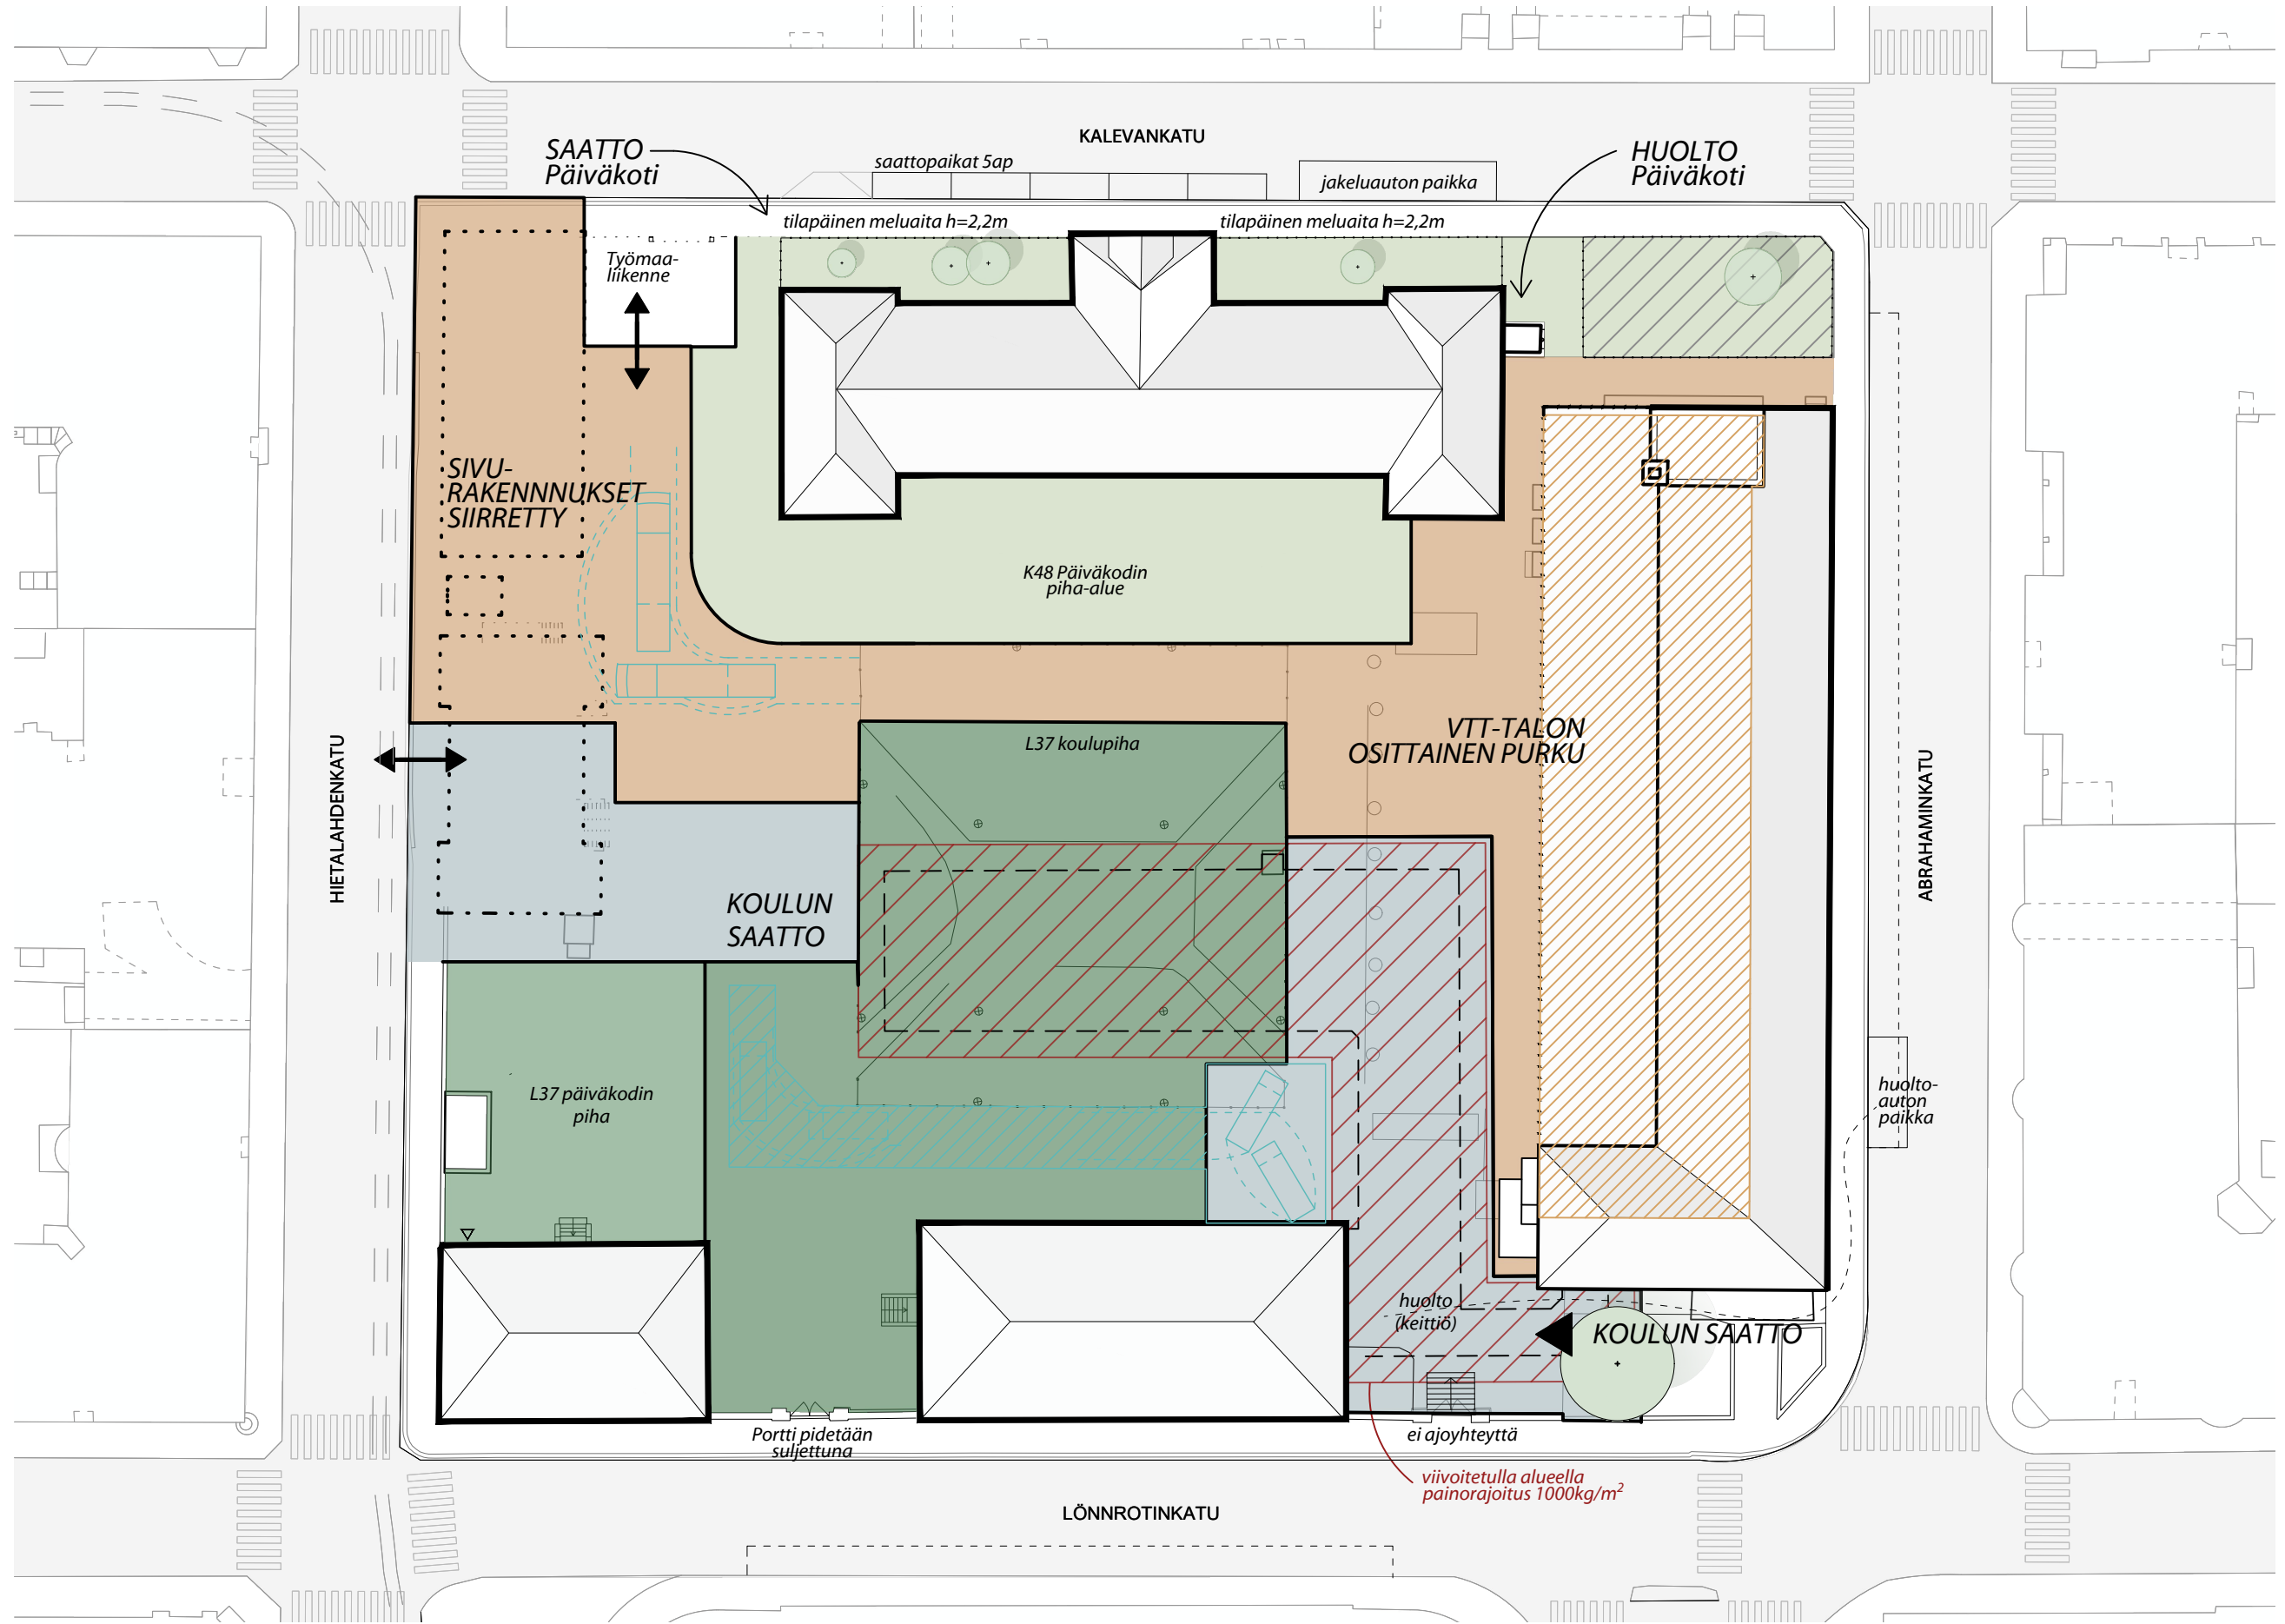 KALEVANKATU
SAATTO
Päiväkoti
saattopaikat 5ap
jakeluauton paikka
HUOLTO
Päiväkoti
tilapäinen meluaita h=2,2m
tilapäinen meluaita h=2,2m
Työmaa-
liikenne
SIVU-
RAKENNNUKSET
SIIRRETTY
K48 Päiväkodin
piha-alue
L37 koulupiha
VTT-TALON
OSITTAINEN PURKU
HIETALAHDENKATU
ABRAHAMINKATU
KOULUN
SAATTO
L37 päiväkodin
piha
huolto-
auton
paikka
huolto
(keittiö)
KOULUN SAATTO
Portti pidetään
suljettuna
ei ajoyhteyttä
viivoitetulla alueella
painorajoitus 1000kg/m²
LÖNNROTINKATU